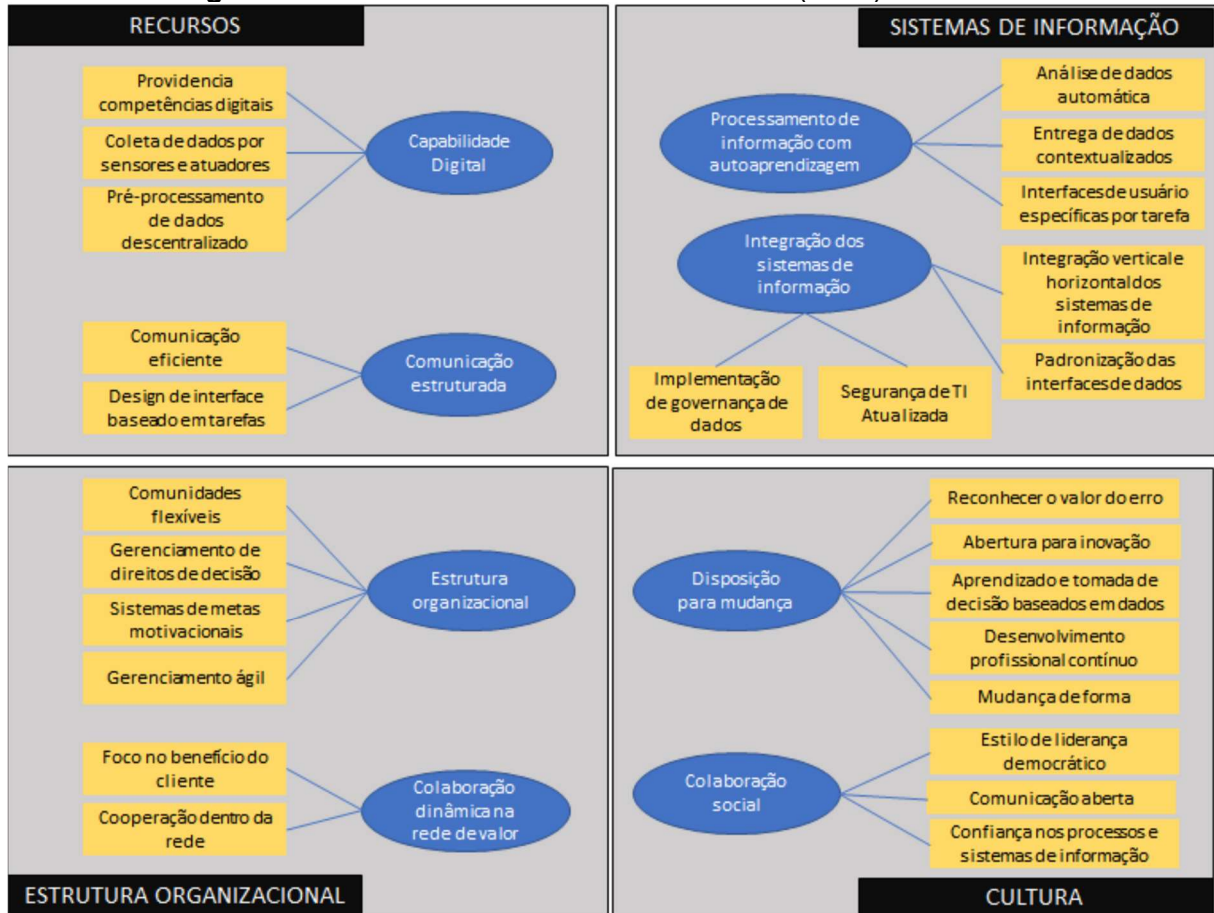 RECURSOS
Providencia
competências digitais
Coleta de dados por
sensores e atuadores
Pré-processamento
de dados
descentralizado
Capabilidade
Digital
Comunicação
eficiente
Design de interface
baseado em tarefas
Comunicação
estruturada
SISTEMAS DE INFORMAÇÃO
Processamento de
informação com
autoaprendizagem
Análise de dados
automática
Entrega de dados
contextualizados
Interfaces de usuário
específicas por tarefa
Integração dos
sistemas de
informação
Integração vertical e
horizontal dos
sistemas de
informação
Padronização das
interfaces de dados
Implementação
de governança de
dados
Segurança de TI
Atualizada
Comunidades
flexíveis
Gerenciamento de
direitos de decisão
Sistemas de metas
motivacionais
Gerenciamento ágil
Estrutura
organizacional
Foco no benefício do
cliente
Cooperação dentro da
rede
Colaboração
dinâmica na
rede de valor
ESTRUTURA ORGANIZACIONAL
Disposição
para mudança
Reconhecer o valor do erro
Abertura para inovação
Aprendizado e tomada de
decisão baseados em dados
Desenvolvimento
profissional contínuo
Mudança de forma
Colaboração
social
Estilo de liderança
democrático
Comunicação aberta
Confiança nos processos e
sistemas de informação
CULTURA